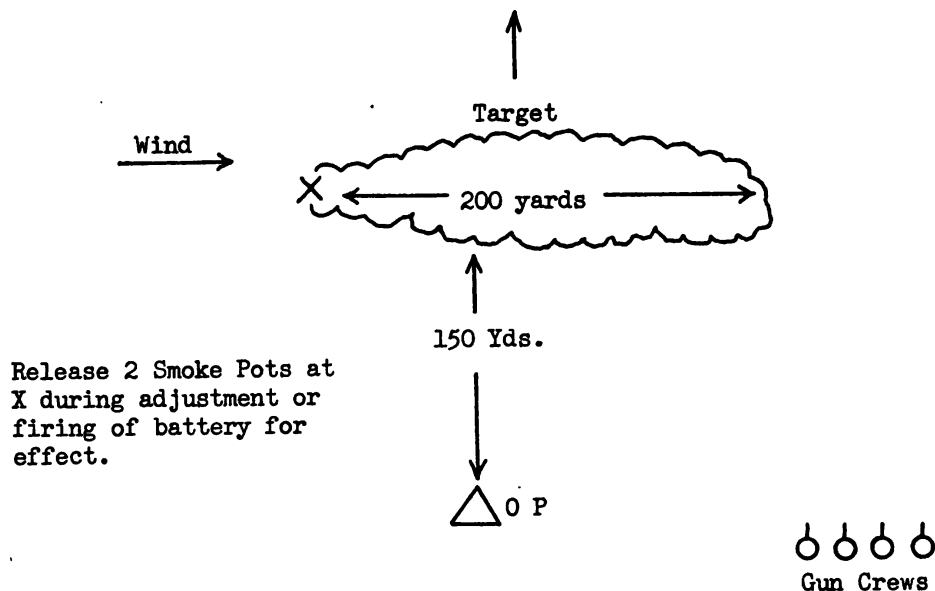 Target
Wind
X
200 yards
150 Yds.
Release 2 Smoke Pots at
X during adjustment or
firing of battery for
effect.
O P
Gun Crews